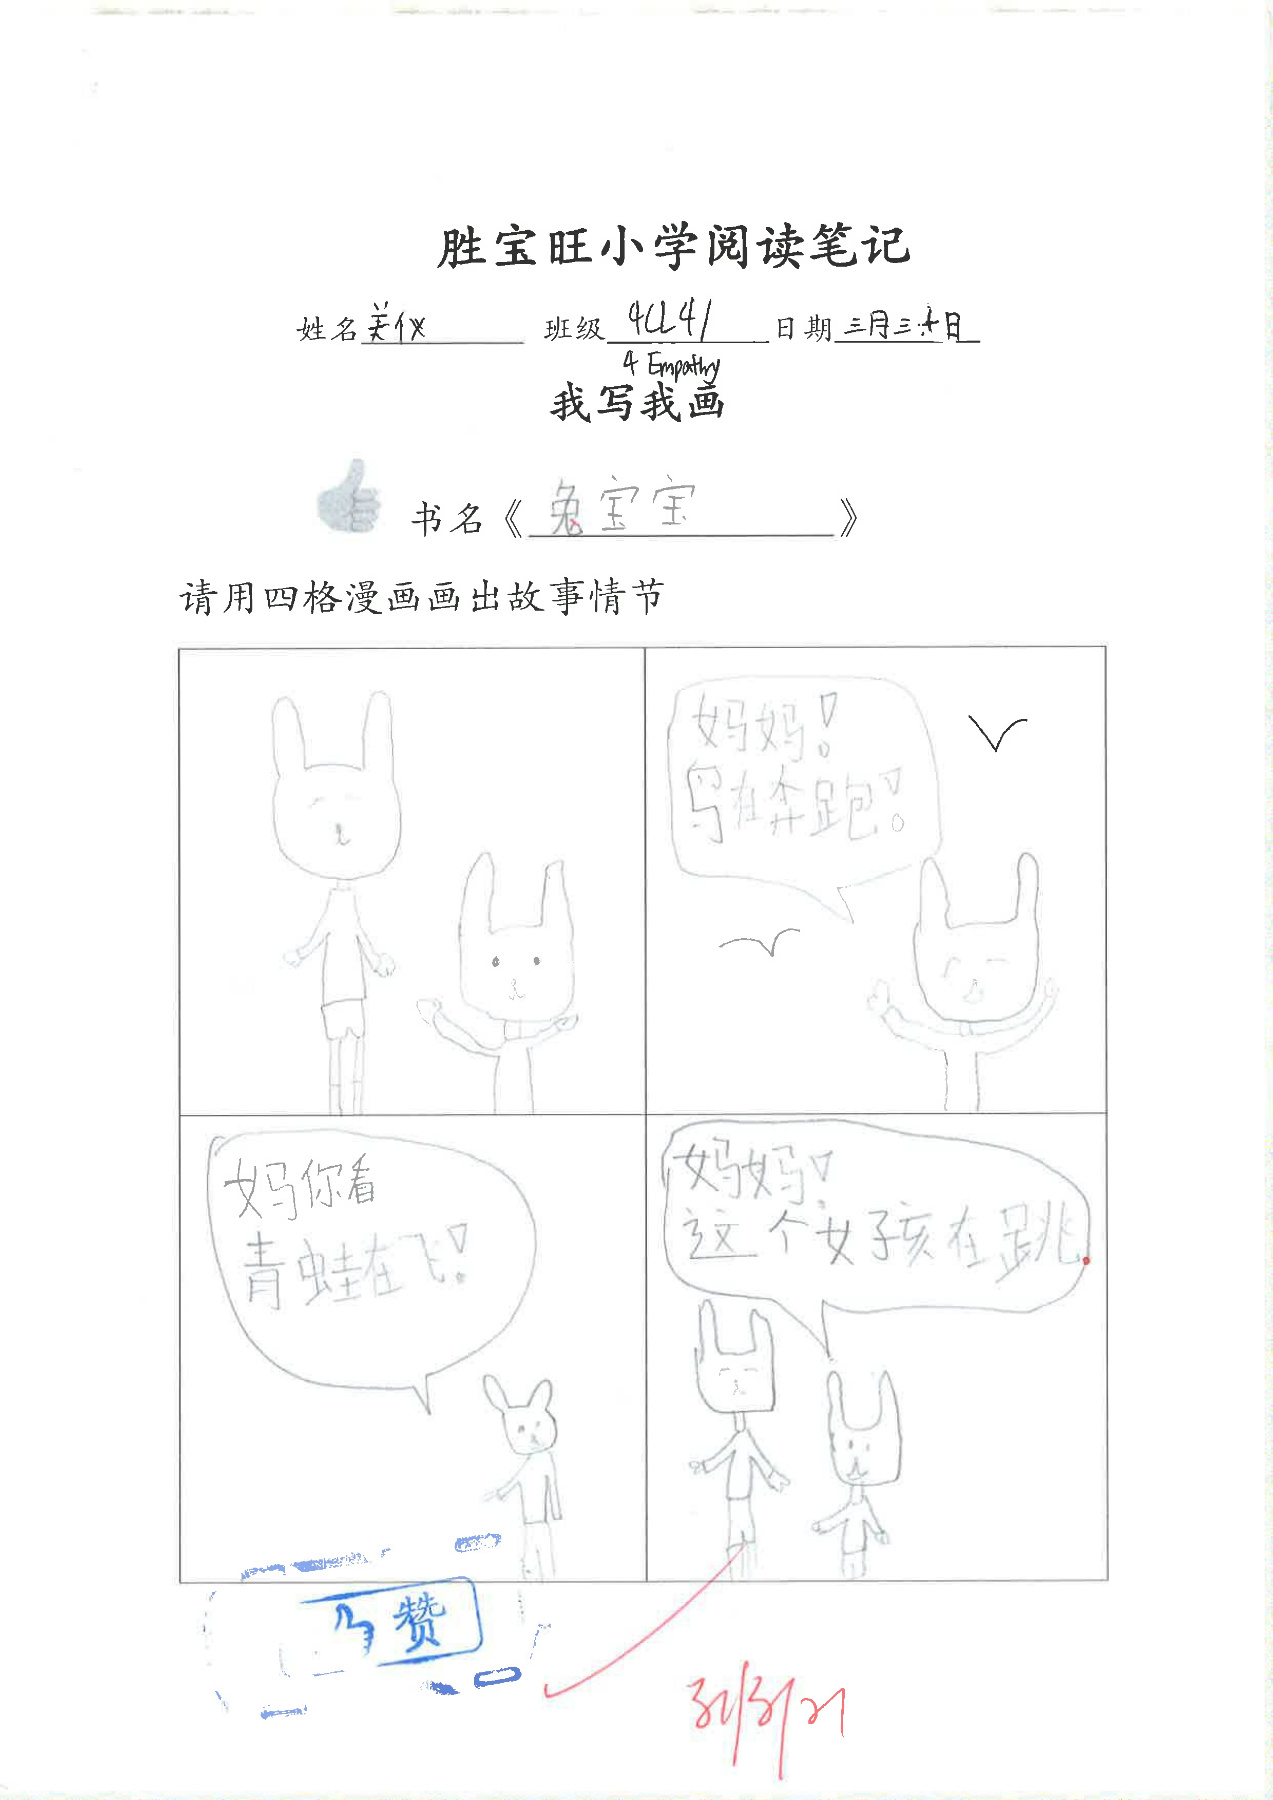 胜宝旺小学阅读笔记
姓名 美仪 班级 4CL41 日期 三月三十日
4 Empathy
我写我画
书名《兔宝宝》
请用四格漫画画出故事情节
妈妈！
鸟在奔跑！
妈你看
青蛙在飞！
妈妈！
这个女孩在跳.
赞
31/3/21